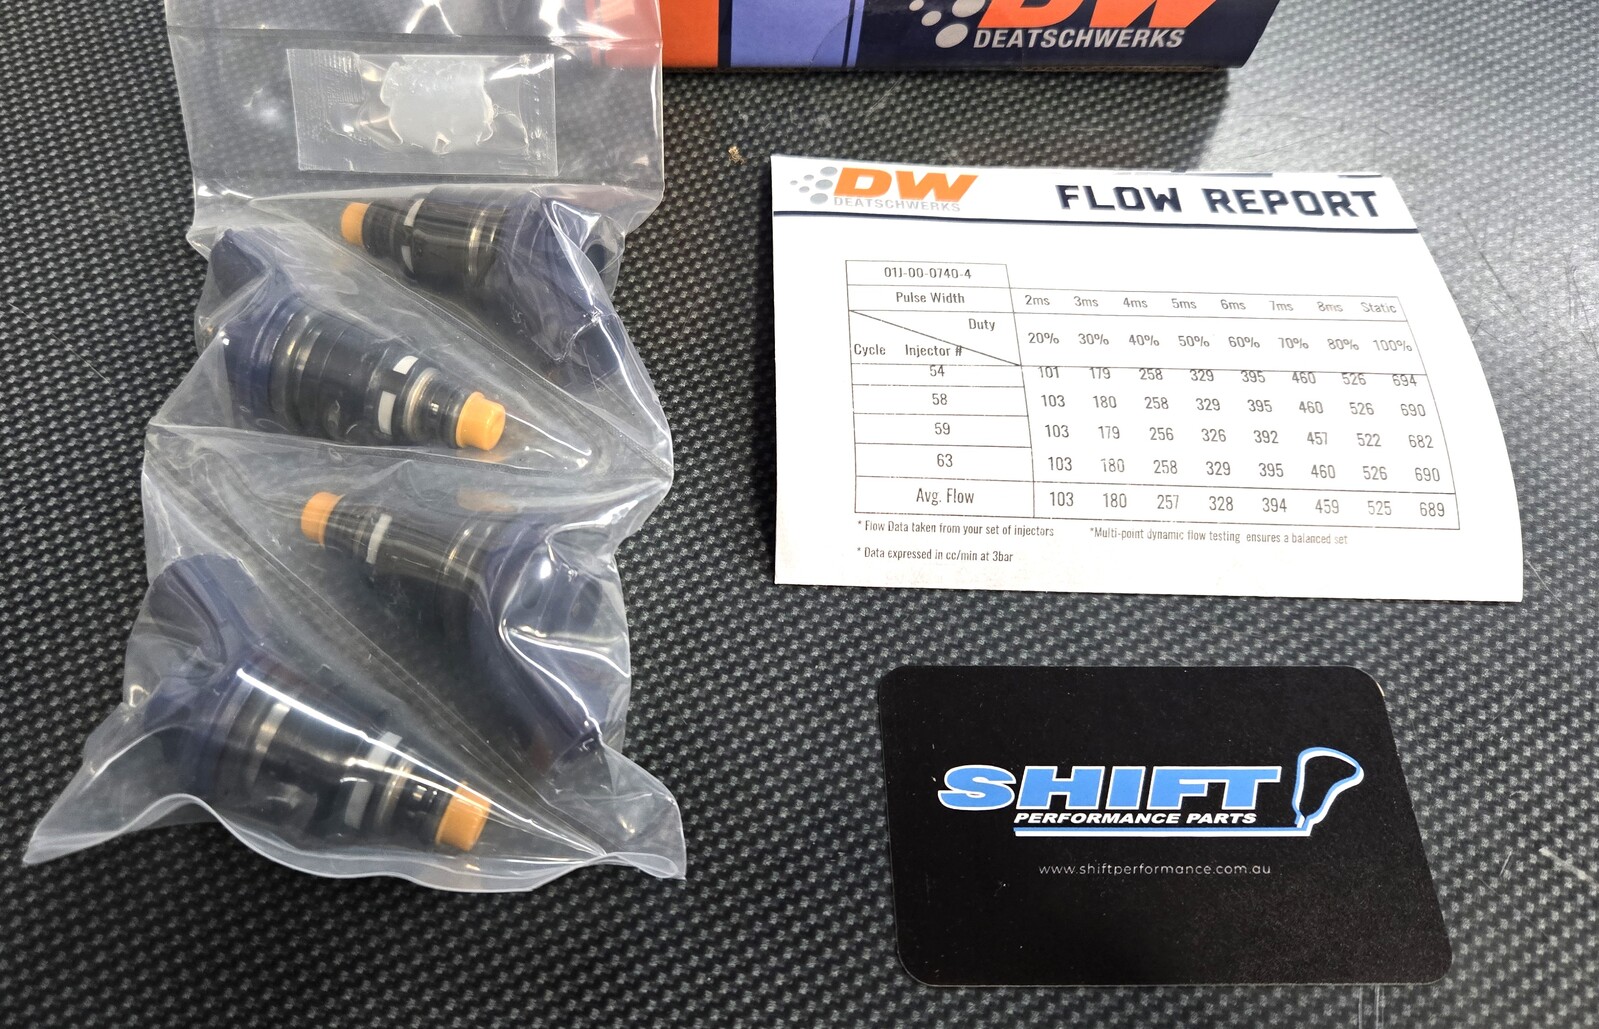 DW
DEATSCHWERKS
DW
DEATSCHWERKS
FLOW REPORT
01J-00-0740-4
Pulse Width 2ms 3ms 4ms 5ms 6ms 7ms 8ms Static
Duty
Cycle Injector # 20% 30% 40% 50% 60% 70% 80% 100%
54 101 179 258 329 395 460 526 694
58 103 180 258 329 395 460 526 690
59 103 179 256 326 392 457 522 682
63 103 180 258 329 395 460 526 690
Avg. Flow 103 180 257 328 394 459 525 689
* Flow Data taken from your set of injectors *Multi-point dynamic flow testing ensures a balanced set
* Data expressed in cc/min at 3bar
SHIFT
PERFORMANCE PARTS
www.shiftperformance.com.au